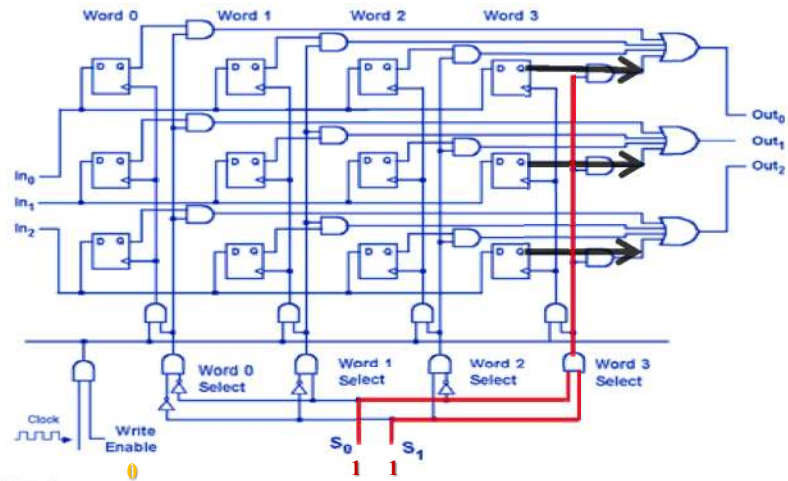 Word 0 Word 1 Word 2 Word 3
D Q D Q D Q D Q
Out₀
D Q D Q D Q D Q
Out₁
Out₂
In₀
In₁
In₂
D Q D Q D Q D Q
Word 0 Select
Word 1 Select
Word 2 Select
Word 3 Select
Clock
Write Enable
S₀ S₁
0 1 1